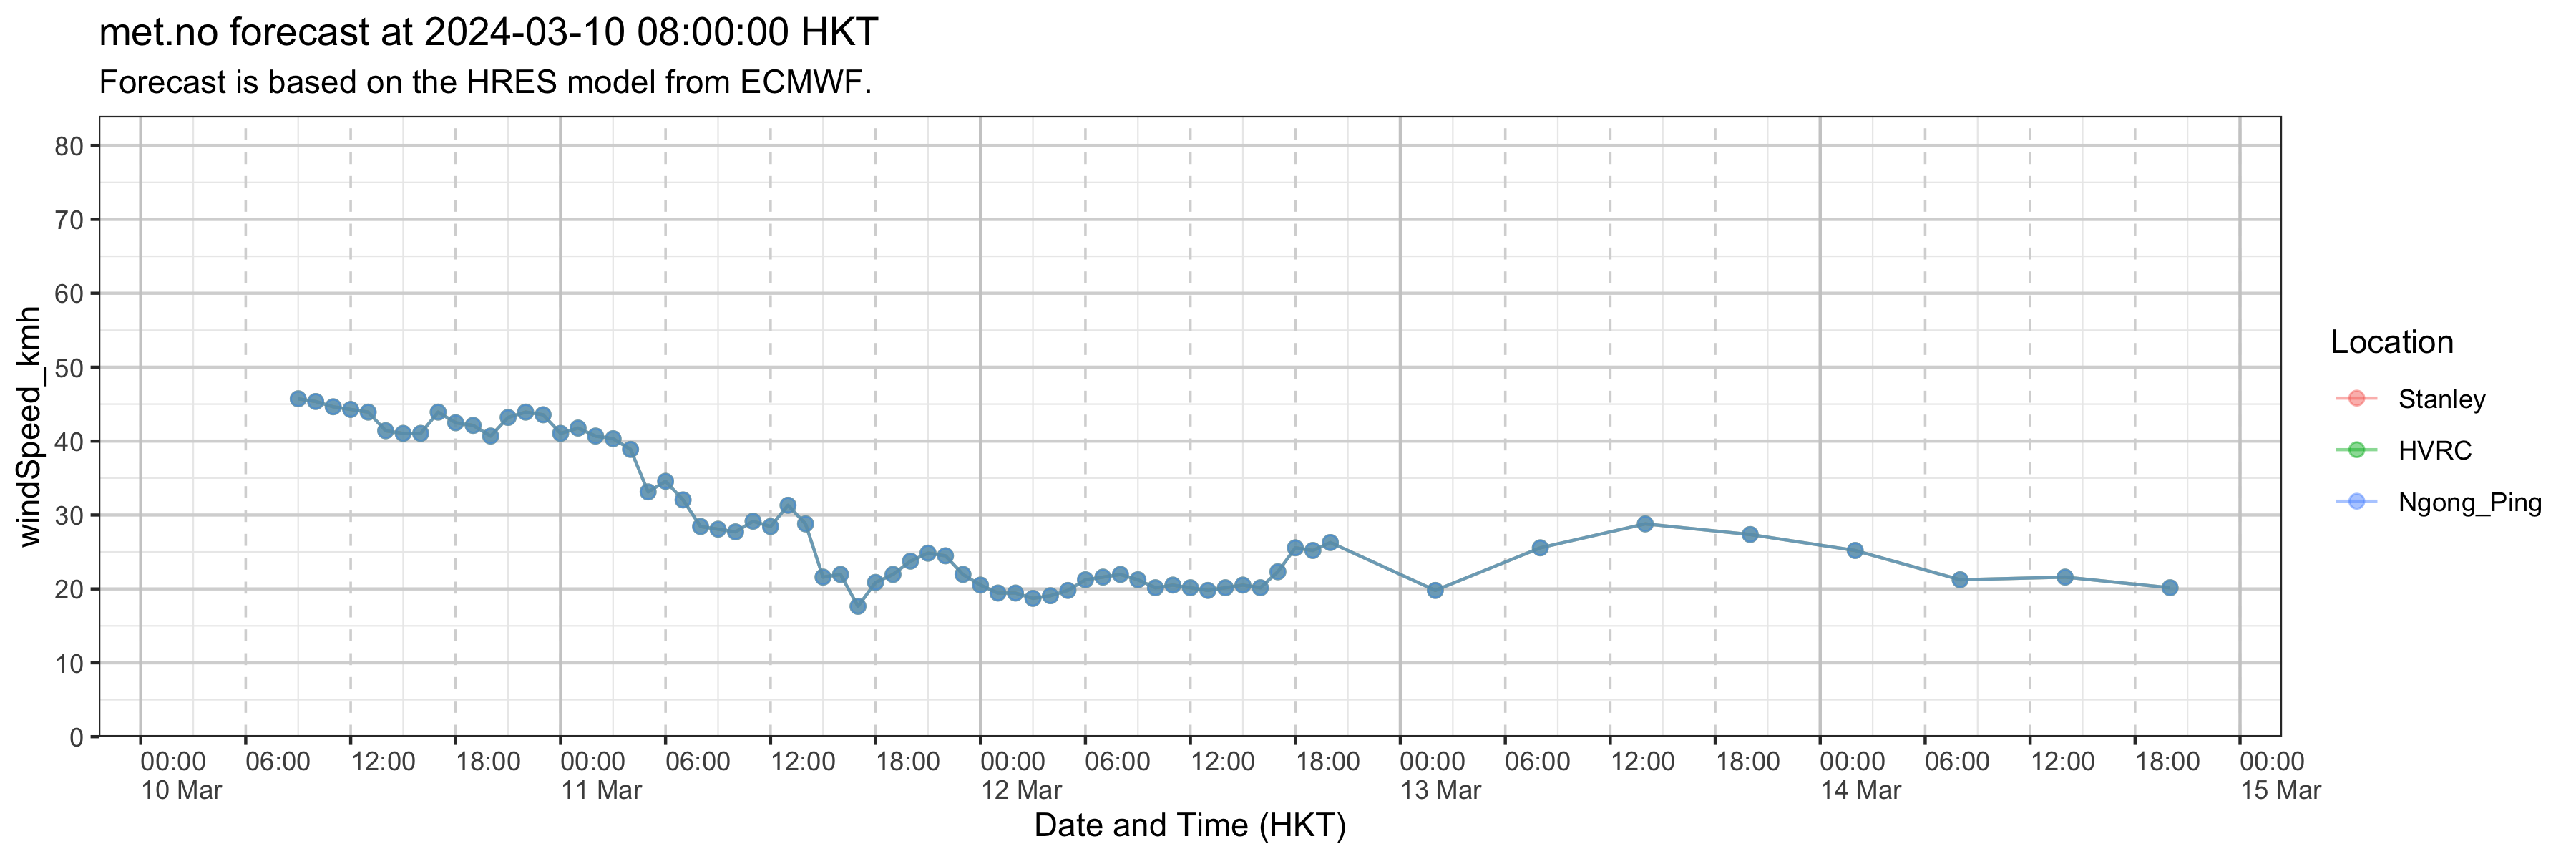 met.no forecast at 2024-03-10 08:00:00 HKT
Forecast is based on the HRES model from ECMWF.
windSpeed_kmh
80
70
60
50
40
30
20
10
0
00:00 06:00 12:00 18:00 00:00 06:00 12:00 18:00 00:00 06:00 12:00 18:00 00:00 06:00 12:00 18:00 00:00 06:00 12:00 18:00 00:00
10 Mar 11 Mar 12 Mar 13 Mar 14 Mar 15 Mar
Date and Time (HKT)
Location
Stanley
HVRC
Ngong_Ping